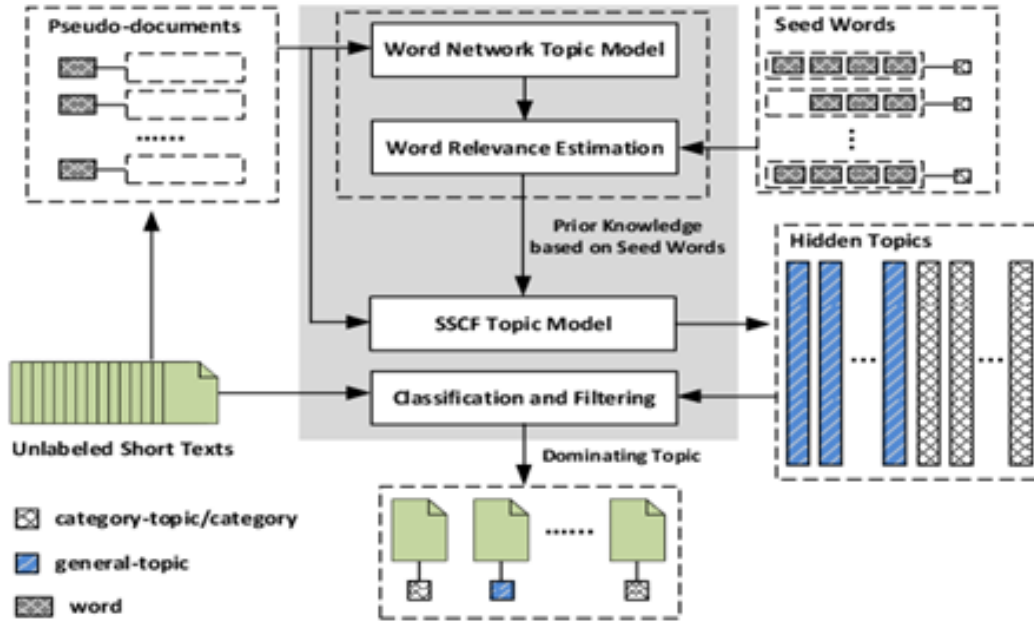 Pseudo-documents
Word Network Topic Model
Seed Words
Word Relevance Estimation
Prior Knowledge
based on Seed Words
Hidden Topics
SSCF Topic Model
Classification and Filtering
Unlabeled Short Texts
Dominating Topic
category-topic/category
general-topic
word